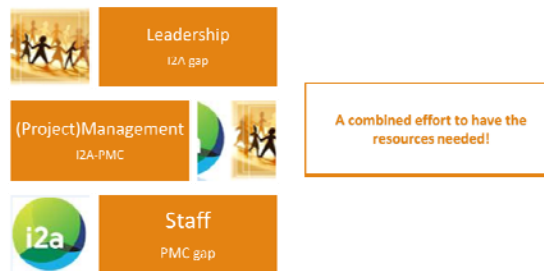 Leadership
I2A gap
(Project)Management
I2A-PMC
A combined effort to have the
resources needed!
i2a
Staff
PMC gap